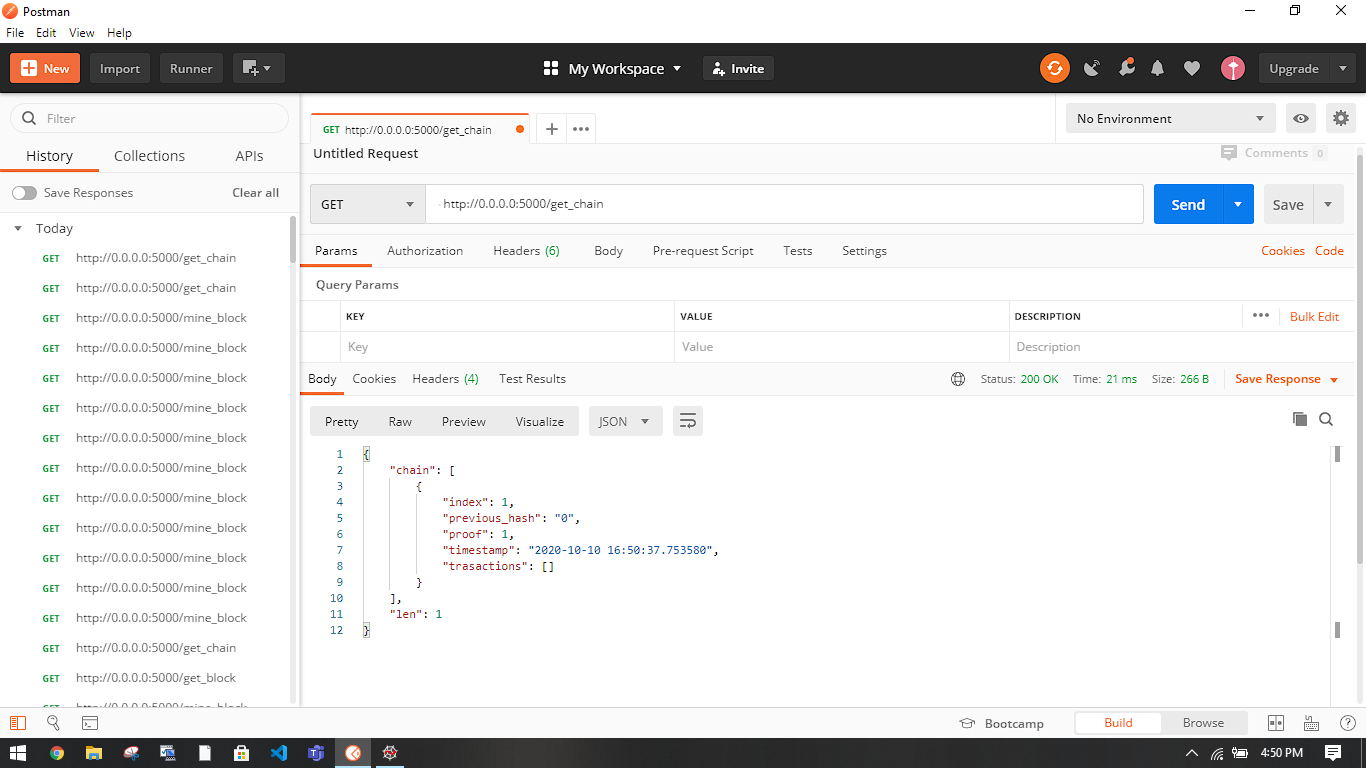 Postman
File Edit View Help
New Import Runner My Workspace Invite Upgrade
Filter
History Collections APIs
Save Responses Clear all
Today
GET http://0.0.0.0:5000/get_chain
GET http://0.0.0.0:5000/get_chain
GET http://0.0.0.0:5000/mine_block
GET http://0.0.0.0:5000/mine_block
GET http://0.0.0.0:5000/mine_block
GET http://0.0.0.0:5000/mine_block
GET http://0.0.0.0:5000/mine_block
GET http://0.0.0.0:5000/mine_block
GET http://0.0.0.0:5000/mine_block
GET http://0.0.0.0:5000/mine_block
GET http://0.0.0.0:5000/mine_block
GET http://0.0.0.0:5000/mine_block
GET http://0.0.0.0:5000/mine_block
GET http://0.0.0.0:5000/get_chain
GET http://0.0.0.0:5000/get_block
GET http://0.0.0.0:5000/mine_block
GET http://0.0.0.0:5000/get_chain
No Environment
Untitled Request Comments 0
GET http://0.0.0.0:5000/get_chain Send Save
Params Authorization Headers (6) Body Pre-request Script Tests Settings Cookies Code
Query Params
KEY VALUE DESCRIPTION Bulk Edit
Key Value Description
Body Cookies Headers (4) Test Results Status: 200 OK Time: 21 ms Size: 266 B Save Response
Pretty Raw Preview Visualize JSON
1 {
2 "chain": [
3 {
4 "index": 1,
5 "previous_hash": "0",
6 "proof": 1,
7 "timestamp": "2020-10-10 16:50:37.753580",
8 "trasactions": []
9 }
10 ],
11 "len": 1
12 }
Bootcamp Build Browse
4:50 PM